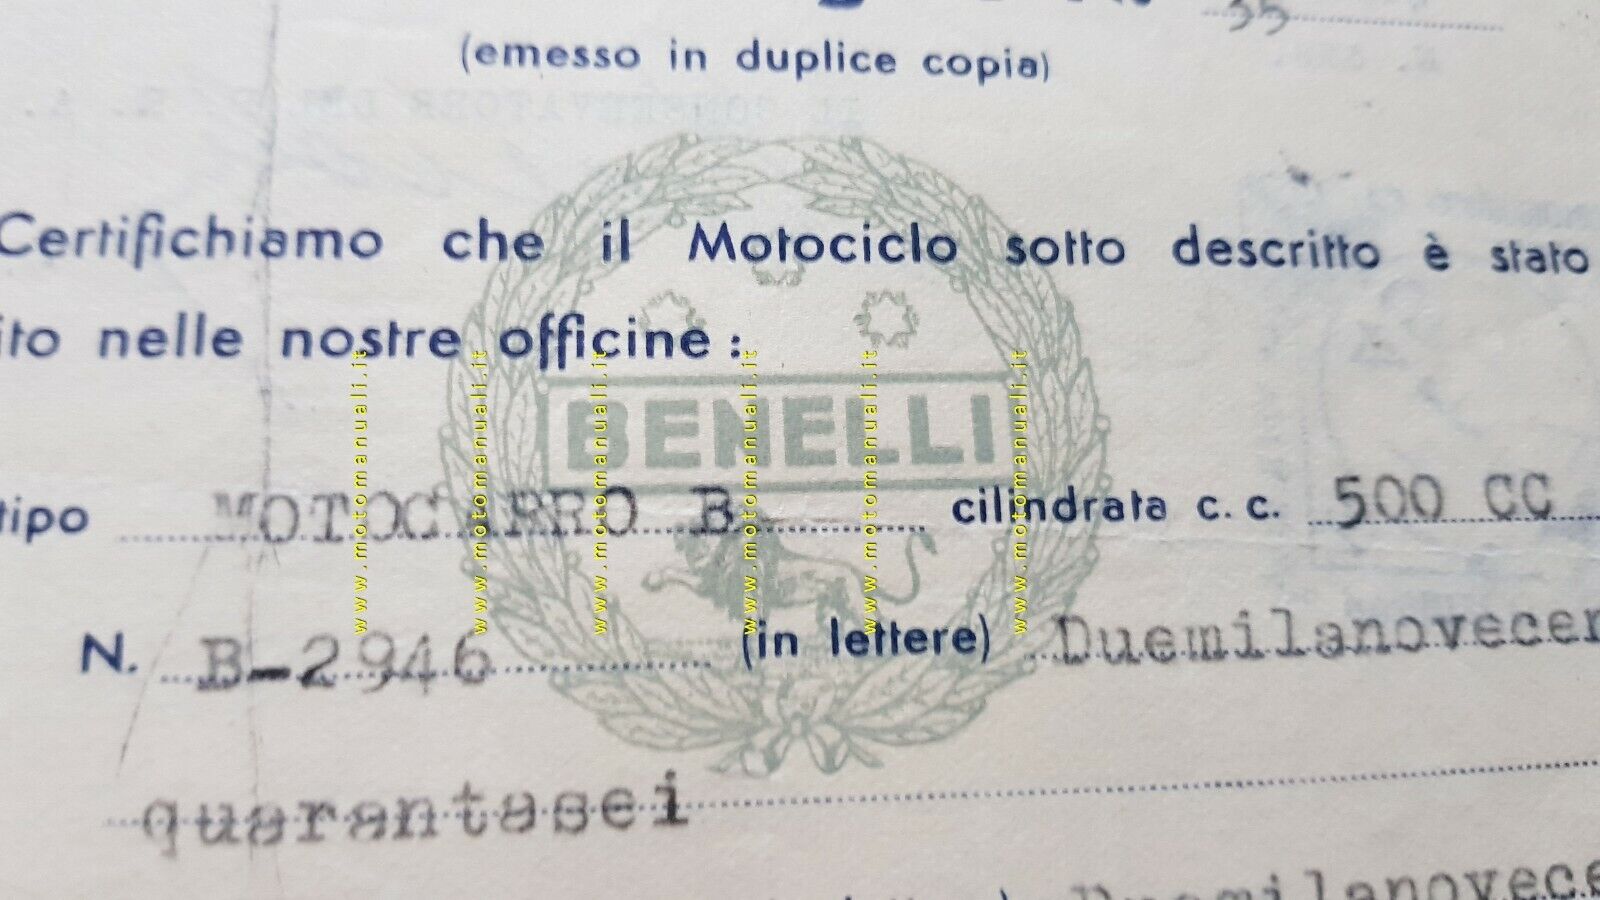 (emesso in duplice copia)
Certifichiamo che il Motociclo sotto descritto è stato
ito nelle nostre officine :
BENELLI
tipo MOTOCARRO B cilindrata c. c. 500 CC
N. B-2946 (in lettere) Duemilanovecen
quarantasei
Duemilanovece
www.motomanuali.it
www.motomanuali.it
www.motomanuali.it
www.motomanuali.it
www.motomanuali.it
www.motomanuali.it